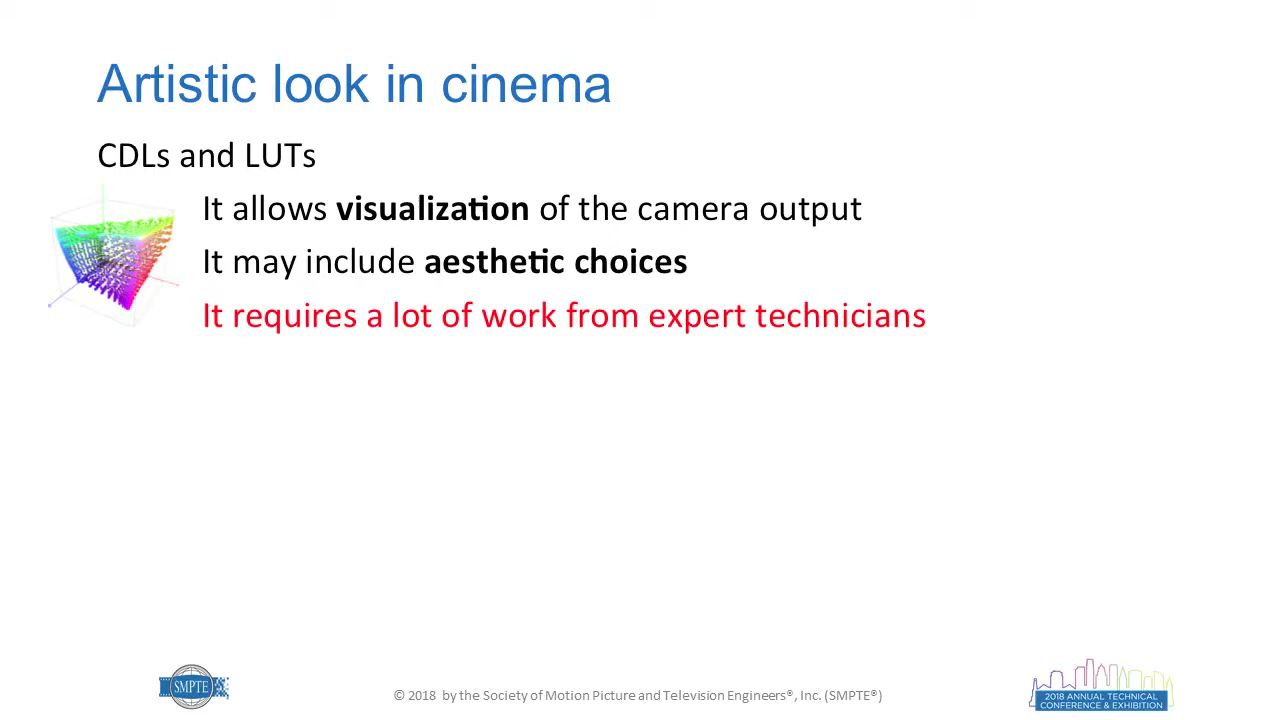 Artistic look in cinema
CDLs and LUTs
It allows visualization of the camera output
It may include aesthetic choices
It requires a lot of work from expert technicians
SMPTE
© 2018 by the Society of Motion Picture and Television Engineers®, Inc. (SMPTE®)
2018 ANNUAL TECHNICAL
CONFERENCE & EXHIBITION